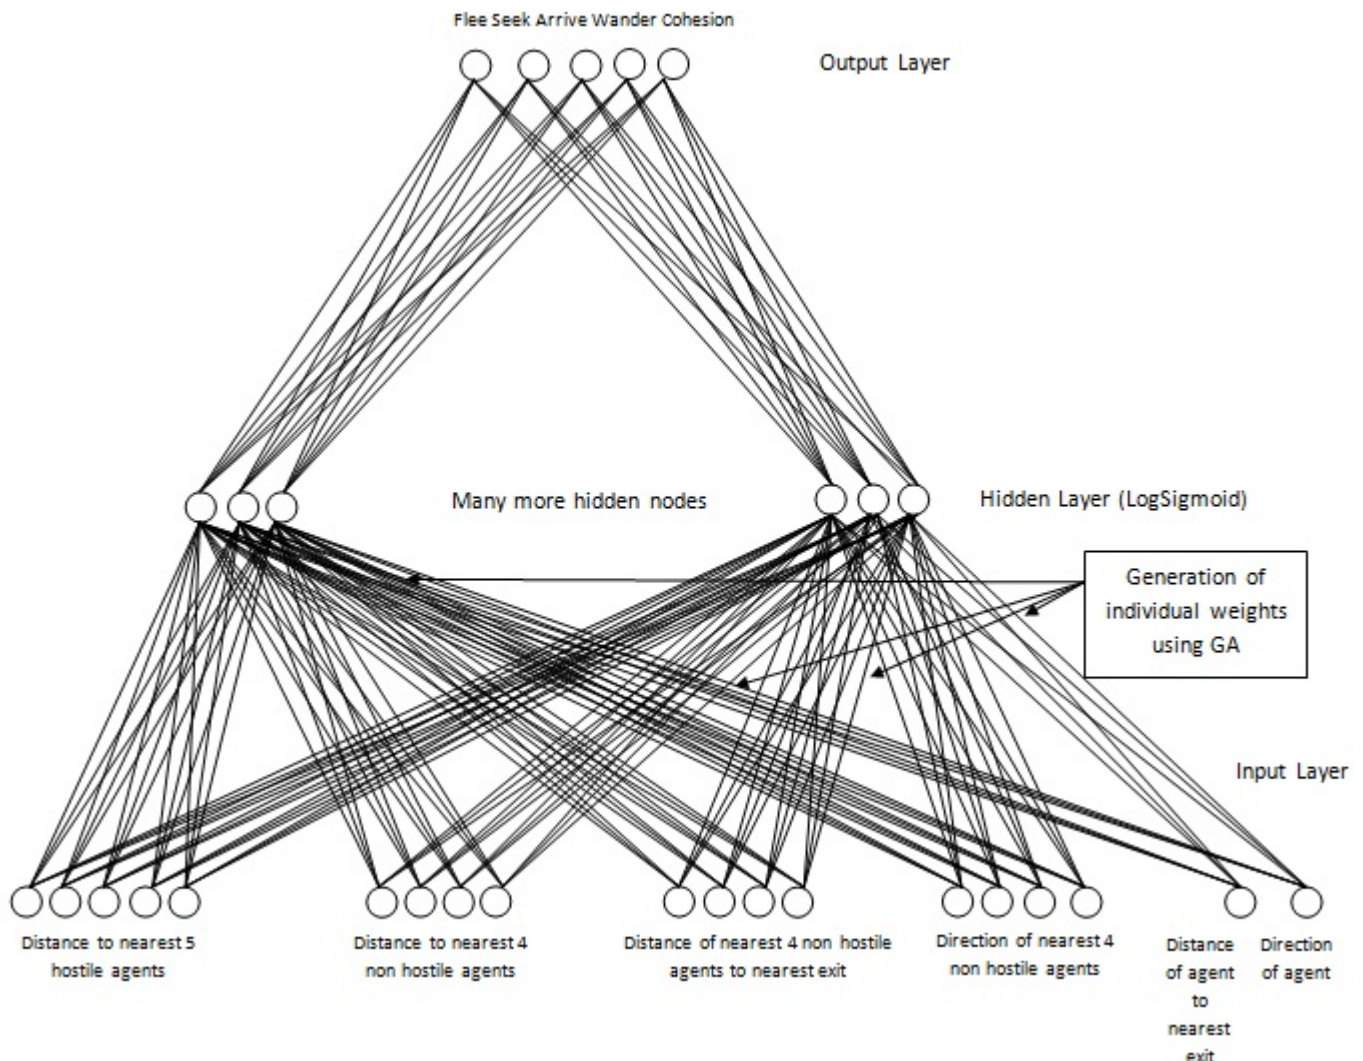 Flee Seek Arrive Wander Cohesion
Output Layer
Many more hidden nodes
Hidden Layer (LogSigmoid)
Generation of
individual weights
using GA
Input Layer
Distance to nearest 5
hostile agents
Distance to nearest 4
non hostile agents
Distance of nearest 4 non hostile
agents to nearest exit
Direction of nearest 4
non hostile agents
Distance
of agent
to
nearest
exit
Direction
of agent